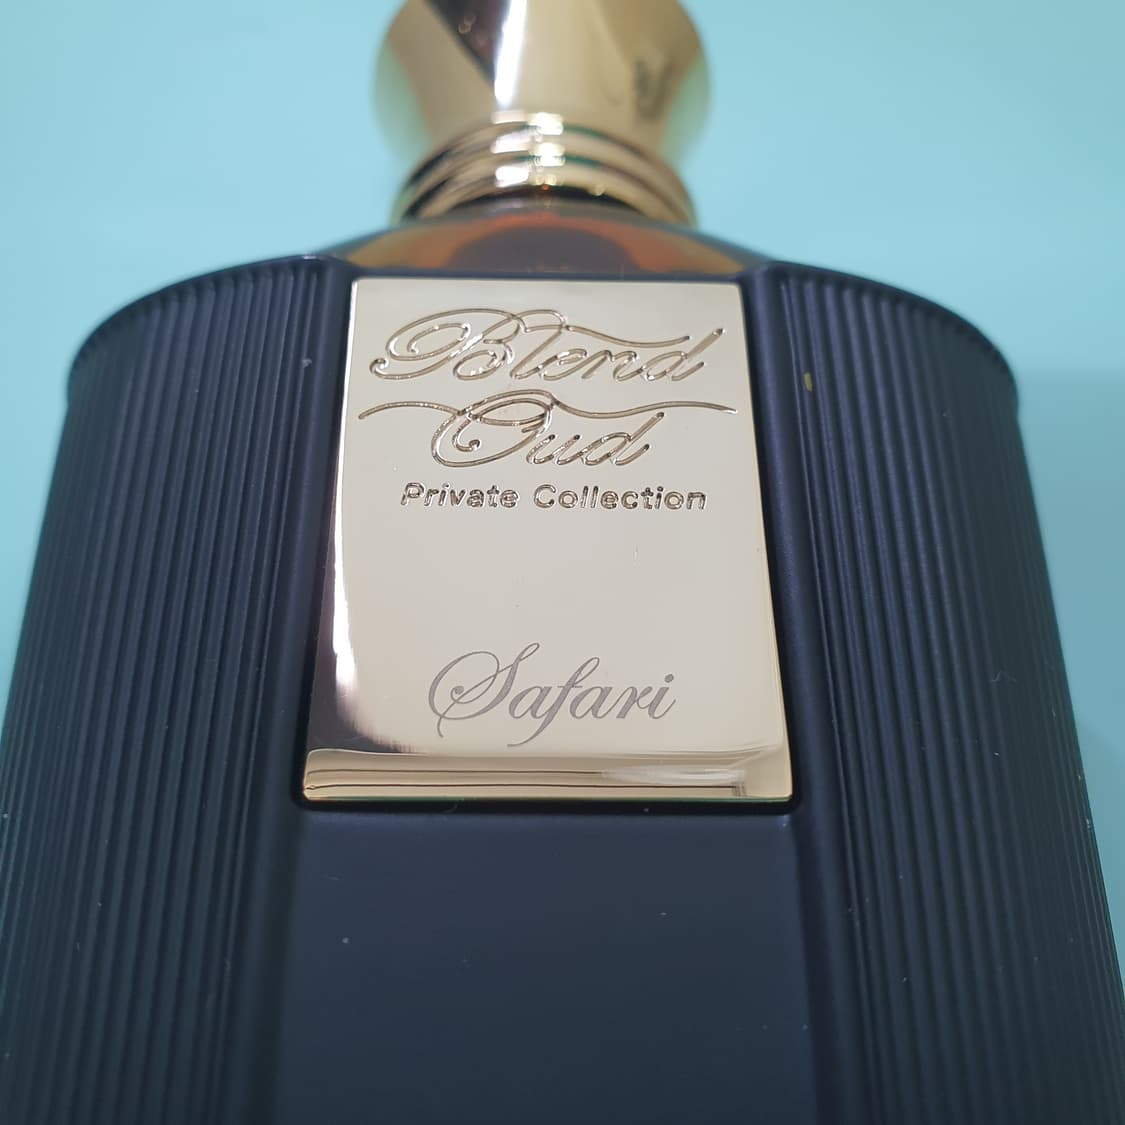 Blend
Oud
Private Collection
Safari